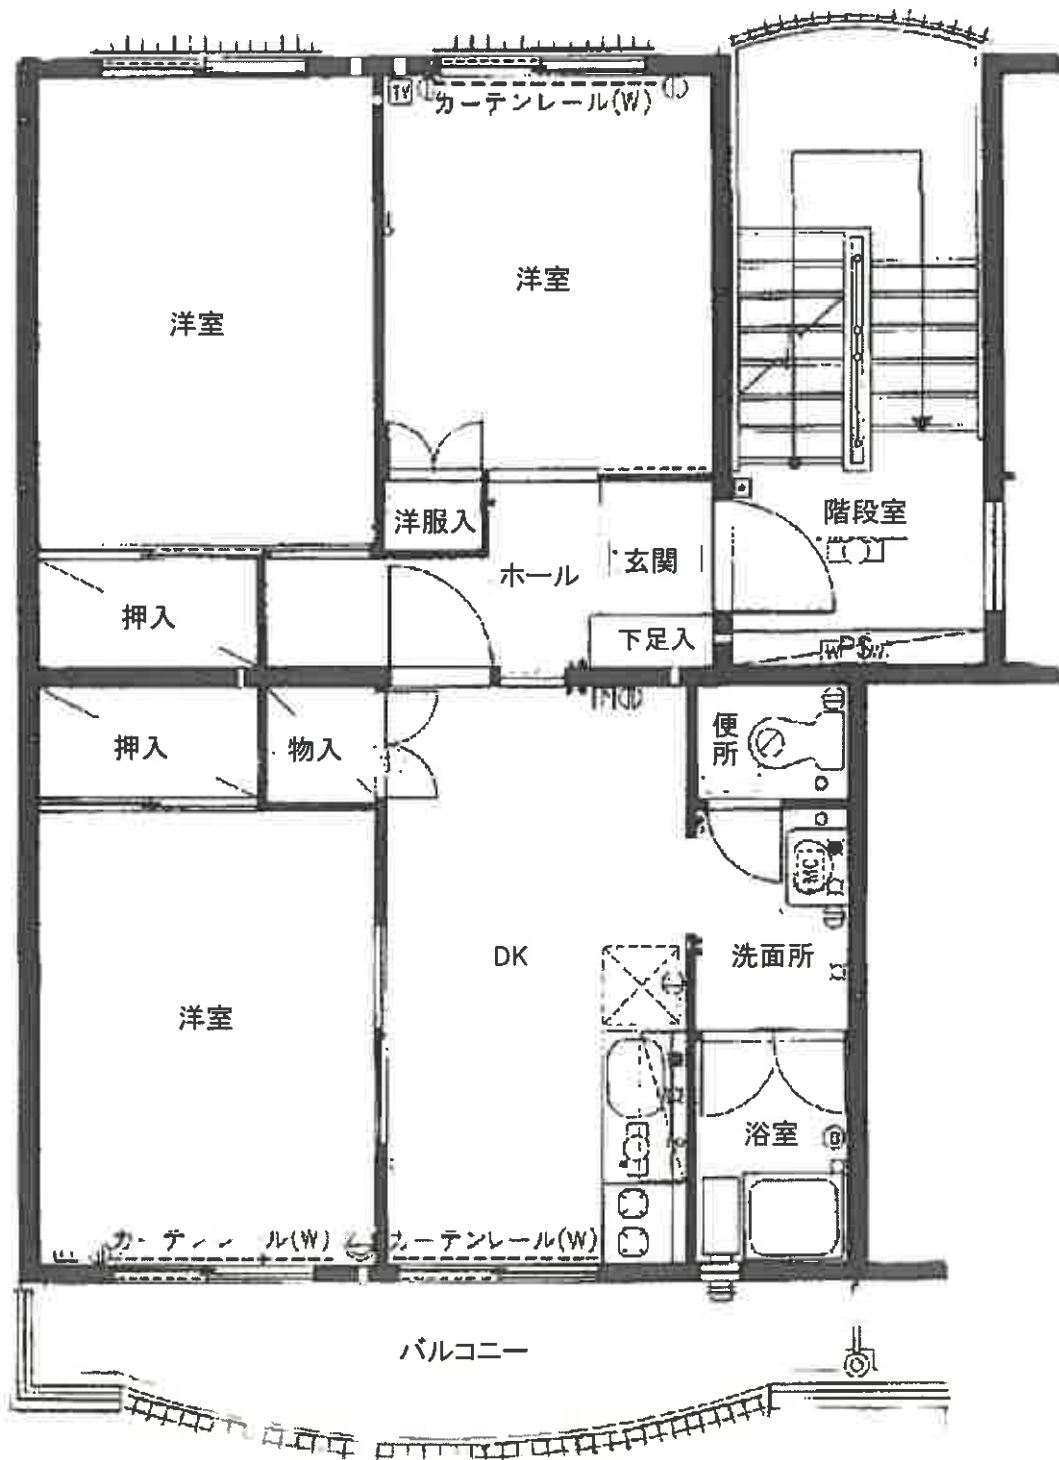 TV
カーテンレール(W)
洋室
洋室
洋服入
階段室
ホール
玄関
押入
下足入
PS
押入
物入
便所
MC
DK
洗面所
洋室
浴室
B
カーテンレール(W)
カーテンレール(W)
バルコニー